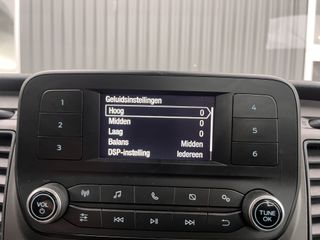 Geluidsinstellingen
Hoog 0
Midden 0
Laag 0
Balans Midden
DSP-instelling Iedereen
1
2
3
4
5
6
VOL
TUNE
OK